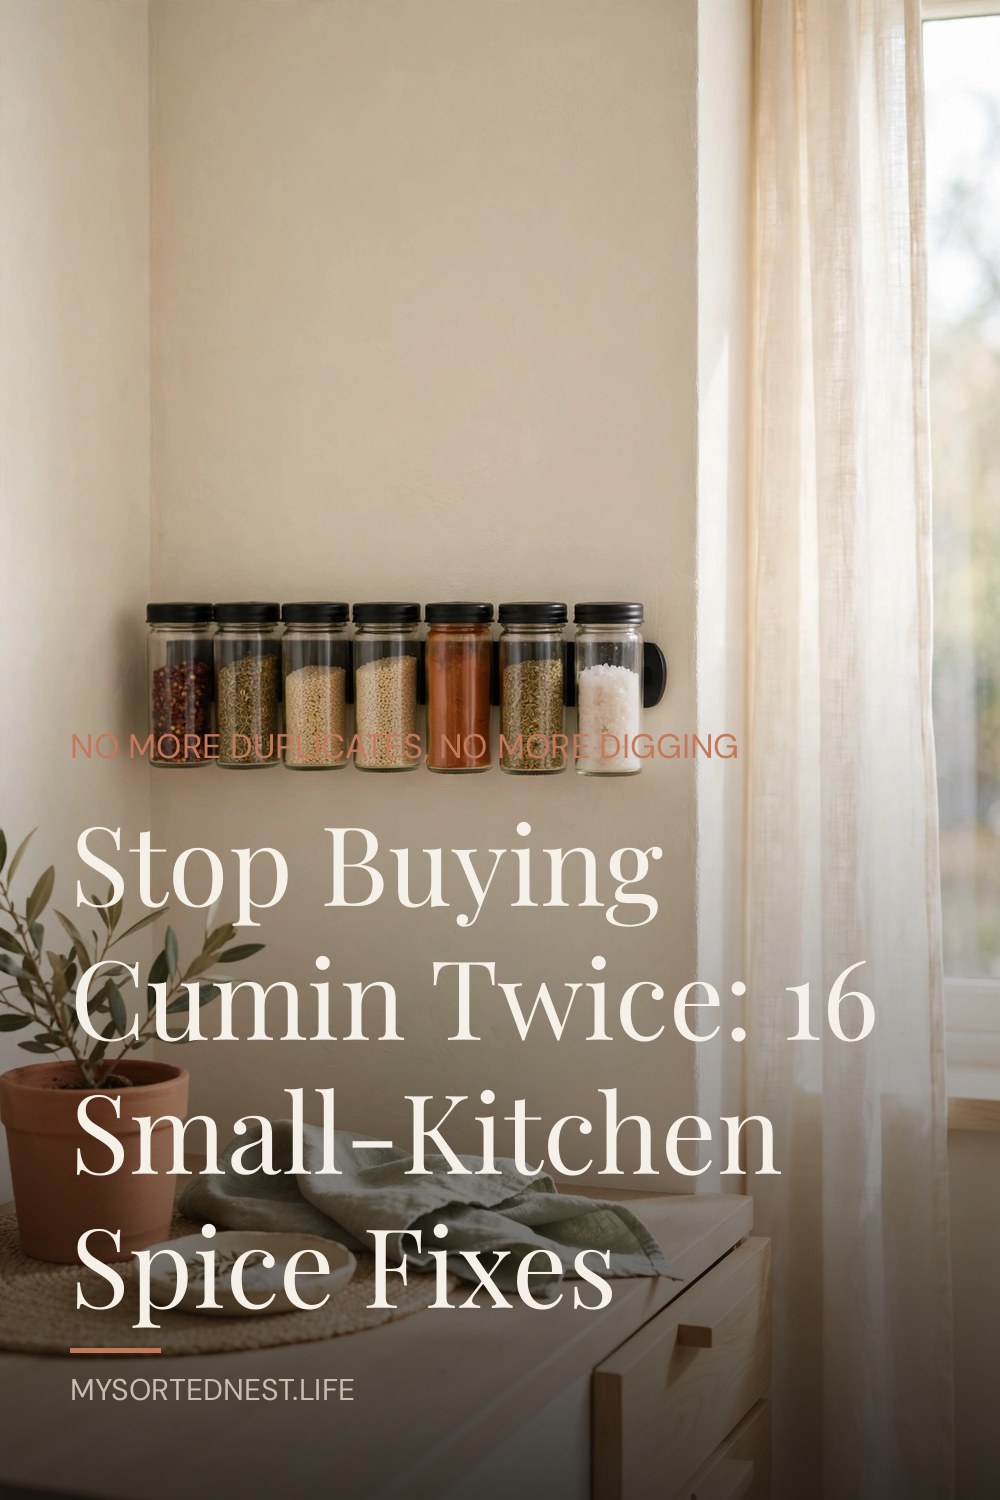 NO MORE DUPLICATES, NO MORE DIGGING
Stop Buying
Cumin Twice: 16
Small-Kitchen
Spice Fixes
MYSORTEDNEST.LIFE